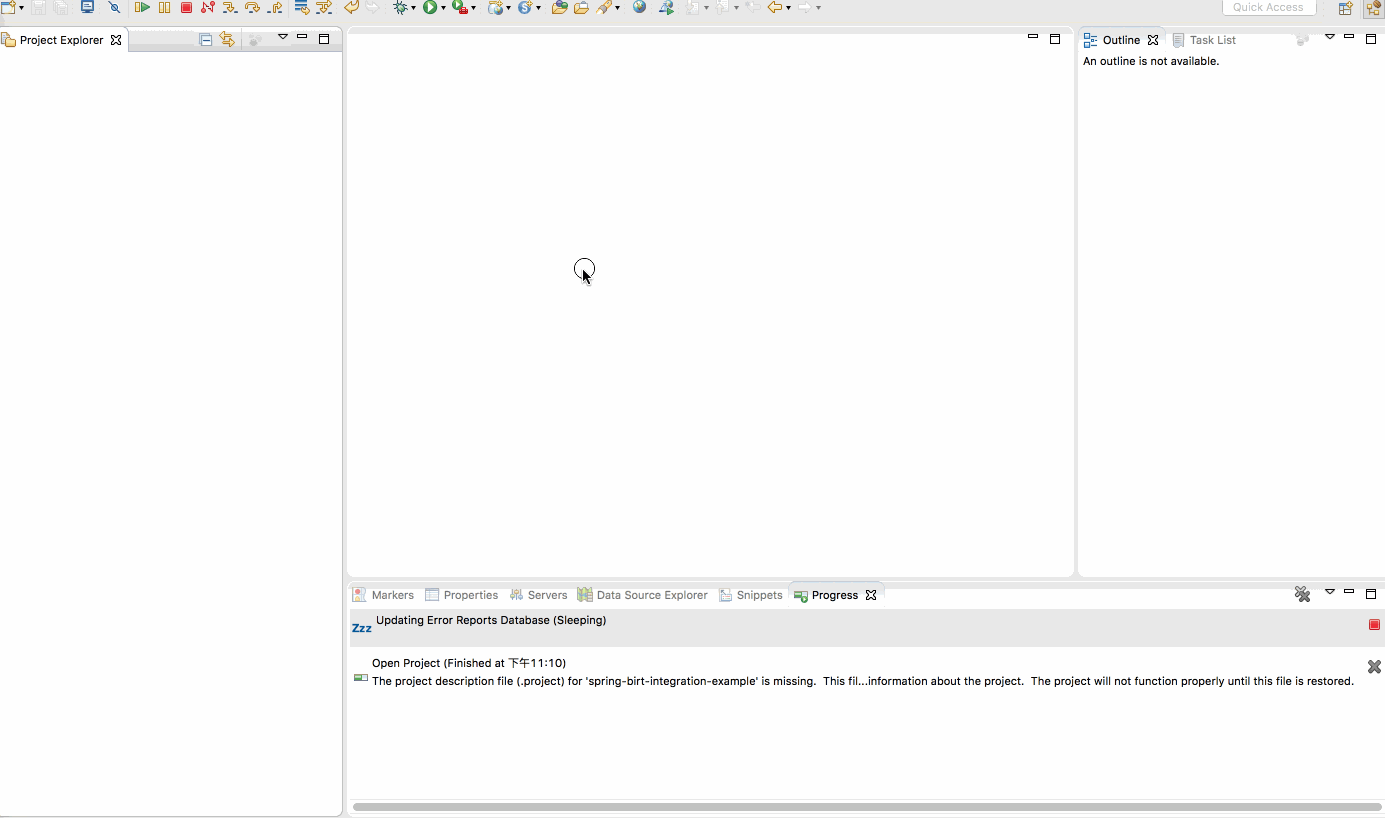 Quick Access
Project Explorer
Outline
Task List
An outline is not available.
Markers
Properties
Servers
Data Source Explorer
Snippets
Progress
Zzz
Updating Error Reports Database (Sleeping)
Open Project (Finished at 下午11:10)
The project description file (.project) for 'spring-birt-integration-example' is missing.  This fil...information about the project.  The project will not function properly until this file is restored.